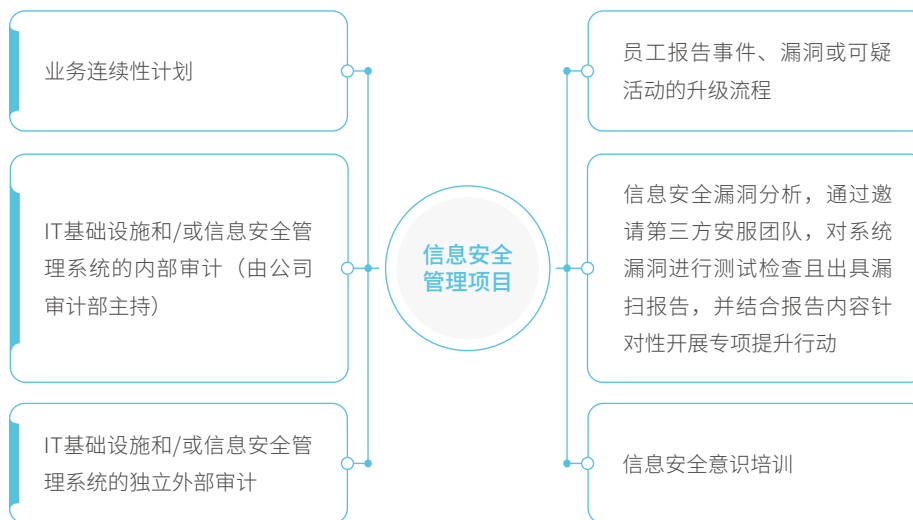 业务连续性计划
IT基础设施和/或信息安全管
理系统的内部审计（由公司
审计部主持）
IT基础设施和/或信息安全管
理系统的独立外部审计
信息安全
管理项目
员工报告事件、漏洞或可疑
活动的升级流程
信息安全漏洞分析，通过邀
请第三方安服团队，对系统
漏洞进行测试检查且出具漏
扫报告，并结合报告内容针
对性开展专项提升行动
信息安全意识培训